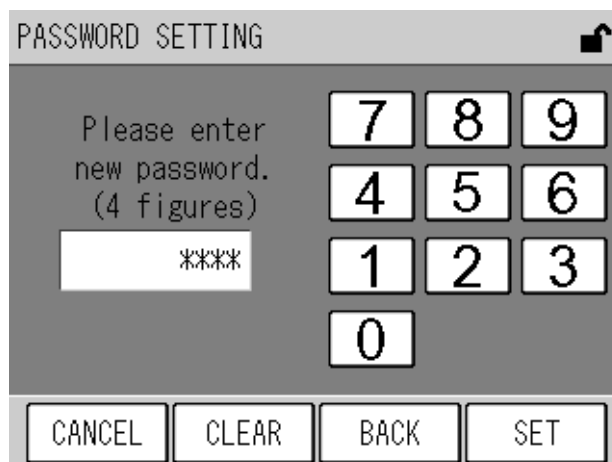 PASSWORD SETTING
Please enter
new password.
(4 figures)
****
7 8 9
4 5 6
1 2 3
0
CANCEL CLEAR BACK SET